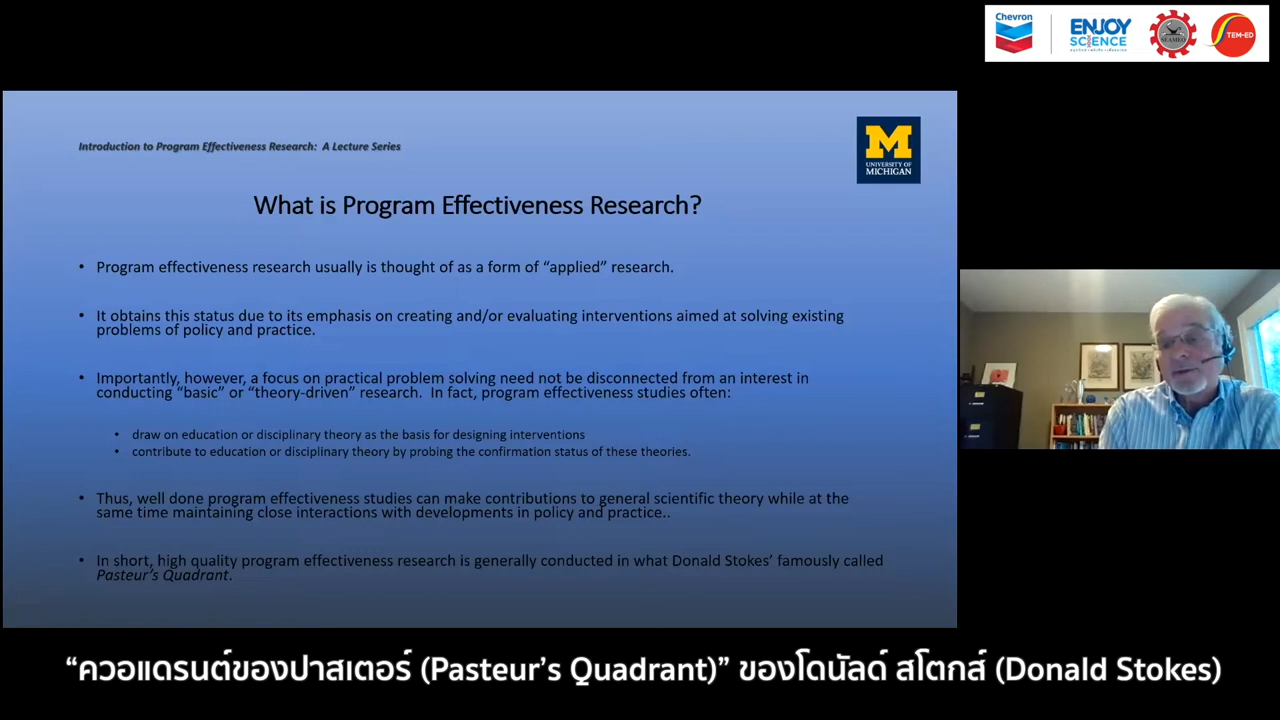 Chevron
ENJOY
SCIENCE
SEAMEO
STEM-ED
Introduction to Program Effectiveness Research: A Lecture Series
M
UNIVERSITY OF
MICHIGAN
What is Program Effectiveness Research?
• Program effectiveness research usually is thought of as a form of “applied” research.
• It obtains this status due to its emphasis on creating and/or evaluating interventions aimed at solving existing
problems of policy and practice.
• Importantly, however, a focus on practical problem solving need not be disconnected from an interest in
conducting “basic” or “theory-driven” research. In fact, program effectiveness studies often:
• draw on education or disciplinary theory as the basis for designing interventions
• contribute to education or disciplinary theory by probing the confirmation status of these theories.
• Thus, well done program effectiveness studies can make contributions to general scientific theory while at the
same time maintaining close interactions with developments in policy and practice..
• In short, high quality program effectiveness research is generally conducted in what Donald Stokes’ famously called
Pasteur’s Quadrant.
“ควอแดรนต์ของปาสเตอร์ (Pasteur’s Quadrant)” ของโดนัลด์ สโตกส์ (Donald Stokes)